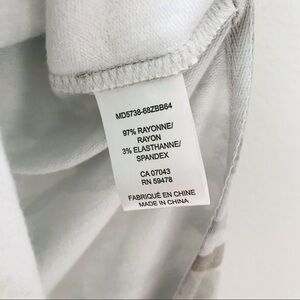 MD5738-68ZBB64
97% RAYONNE/
RAYON
3% ELASTHANNE/
SPANDEX
CA 07043
RN 59478
FABRIQUÉ EN CHINE
MADE IN CHINA